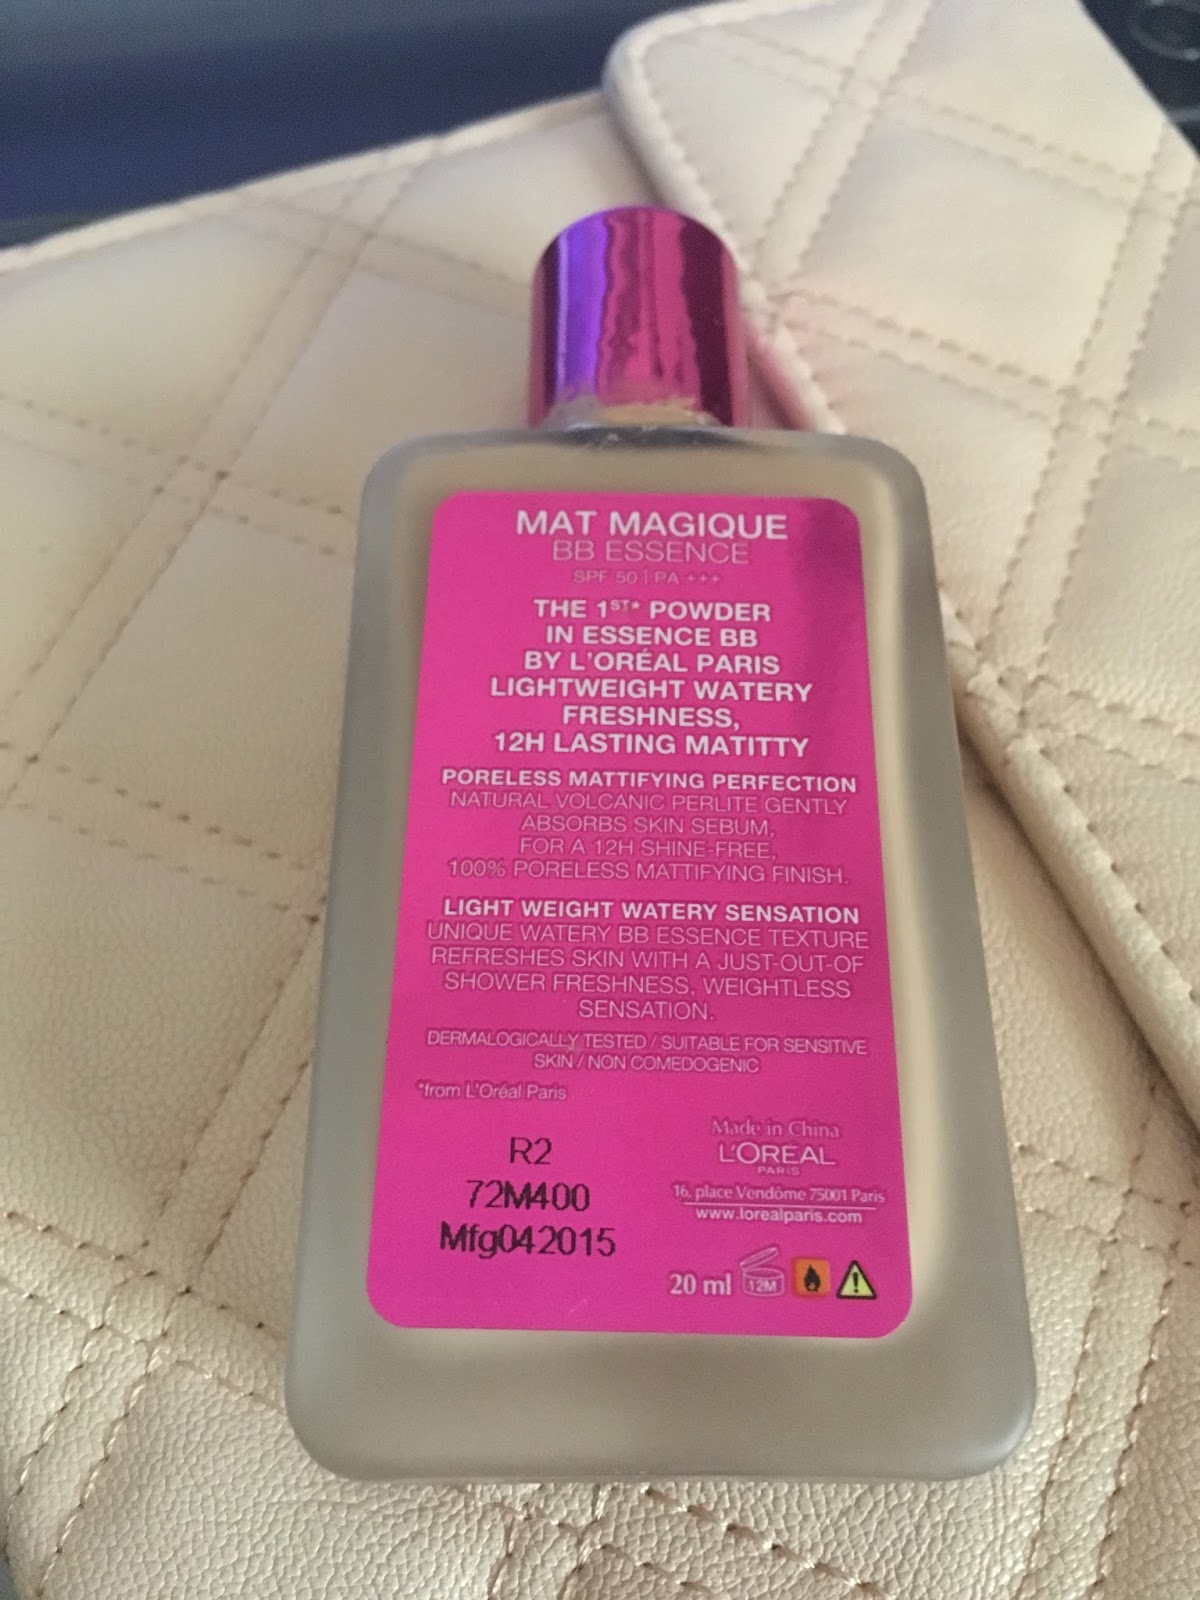 MAT MAGIQUE
BB ESSENCE
SPF 50 | PA +++
THE 1ST* POWDER
IN ESSENCE BB
BY L'ORÉAL PARIS
LIGHTWEIGHT WATERY
FRESHNESS,
12H LASTING MATITTY
PORELESS MATTIFYING PERFECTION
NATURAL VOLCANIC PERLITE GENTLY
ABSORBS SKIN SEBUM,
FOR A 12H SHINE-FREE,
100% PORELESS MATTIFYING FINISH.
LIGHT WEIGHT WATERY SENSATION
UNIQUE WATERY BB ESSENCE TEXTURE
REFRESHES SKIN WITH A JUST-OUT-OF
SHOWER FRESHNESS, WEIGHTLESS
SENSATION.
DERMALOGICALLY TESTED / SUITABLE FOR SENSITIVE
SKIN / NON COMEDOGENIC
*from L'Oréal Paris
R2
72M400
Mfg042015
Made in China
L'ORÉAL
PARIS
16, place Vendôme 75001 Paris
www.lorealparis.com
20 ml
12M